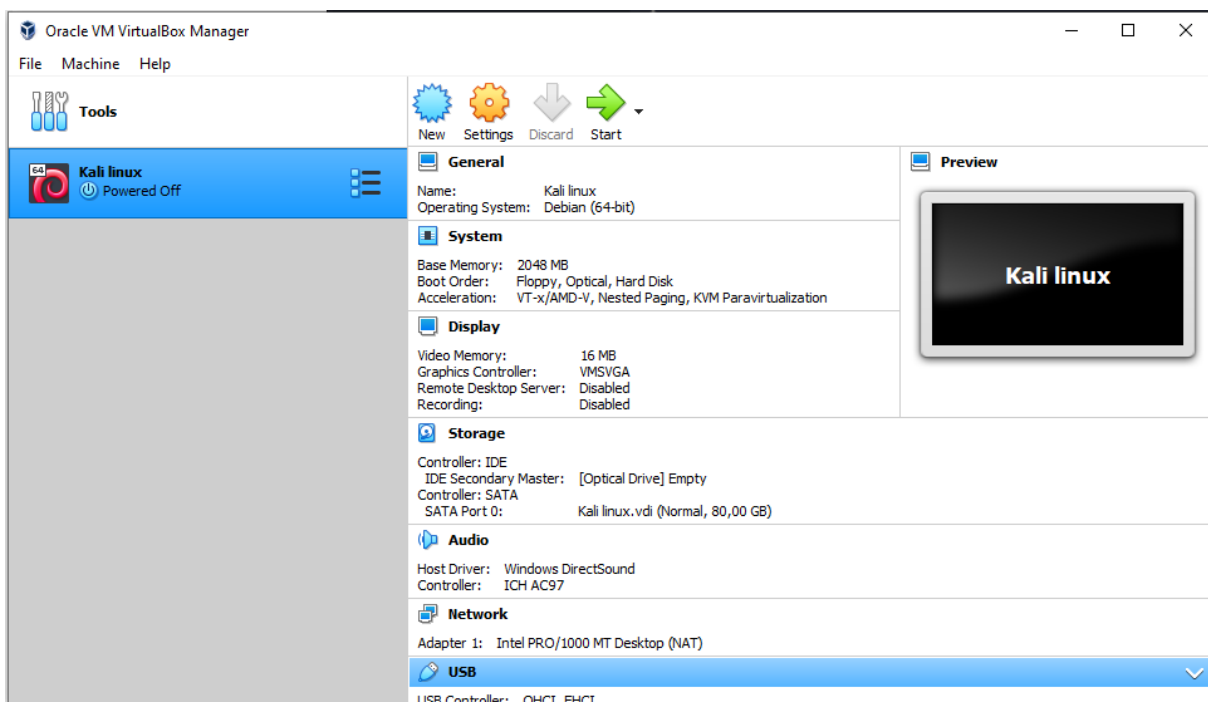 Oracle VM VirtualBox Manager
File Machine Help
Tools
New Settings Discard Start
64
Kali linux
Powered Off
General
Name: Kali linux
Operating System: Debian (64-bit)
System
Base Memory: 2048 MB
Boot Order: Floppy, Optical, Hard Disk
Acceleration: VT-x/AMD-V, Nested Paging, KVM Paravirtualization
Display
Video Memory: 16 MB
Graphics Controller: VMSVGA
Remote Desktop Server: Disabled
Recording: Disabled
Preview
Kali linux
Storage
Controller: IDE
IDE Secondary Master: [Optical Drive] Empty
Controller: SATA
SATA Port 0: Kali linux.vdi (Normal, 80,00 GB)
Audio
Host Driver: Windows DirectSound
Controller: ICH AC97
Network
Adapter 1: Intel PRO/1000 MT Desktop (NAT)
USB
USB Controller: OHCI, EHCI